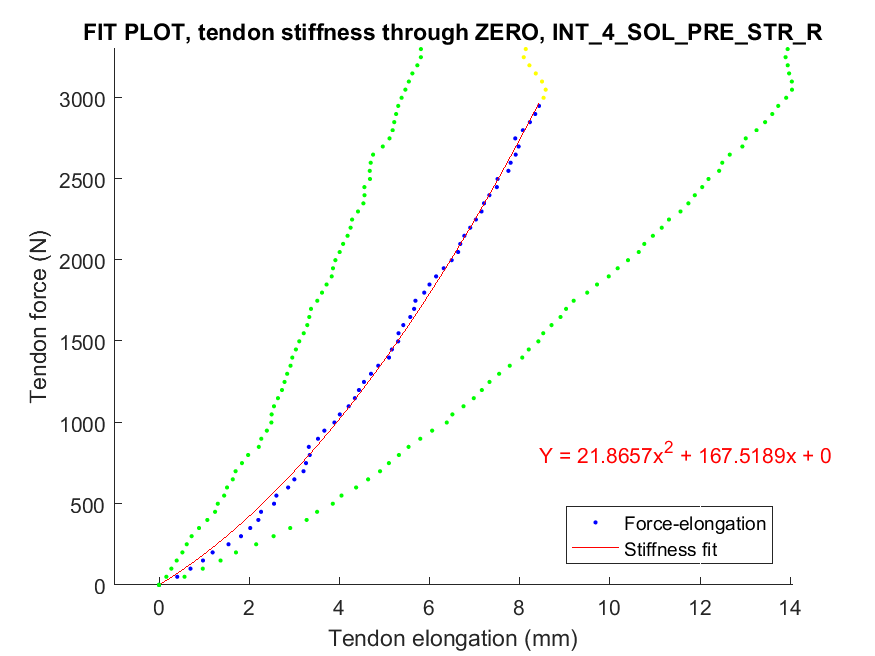 FIT PLOT, tendon stiffness through ZERO, INT_4_SOL_PRE_STR_R
3000
2500
2000
1500
1000
500
0
Tendon force (N)
Y = 21.8657x² + 167.5189x + 0
Force-elongation
Stiffness fit
0 2 4 6 8 10 12 14
Tendon elongation (mm)